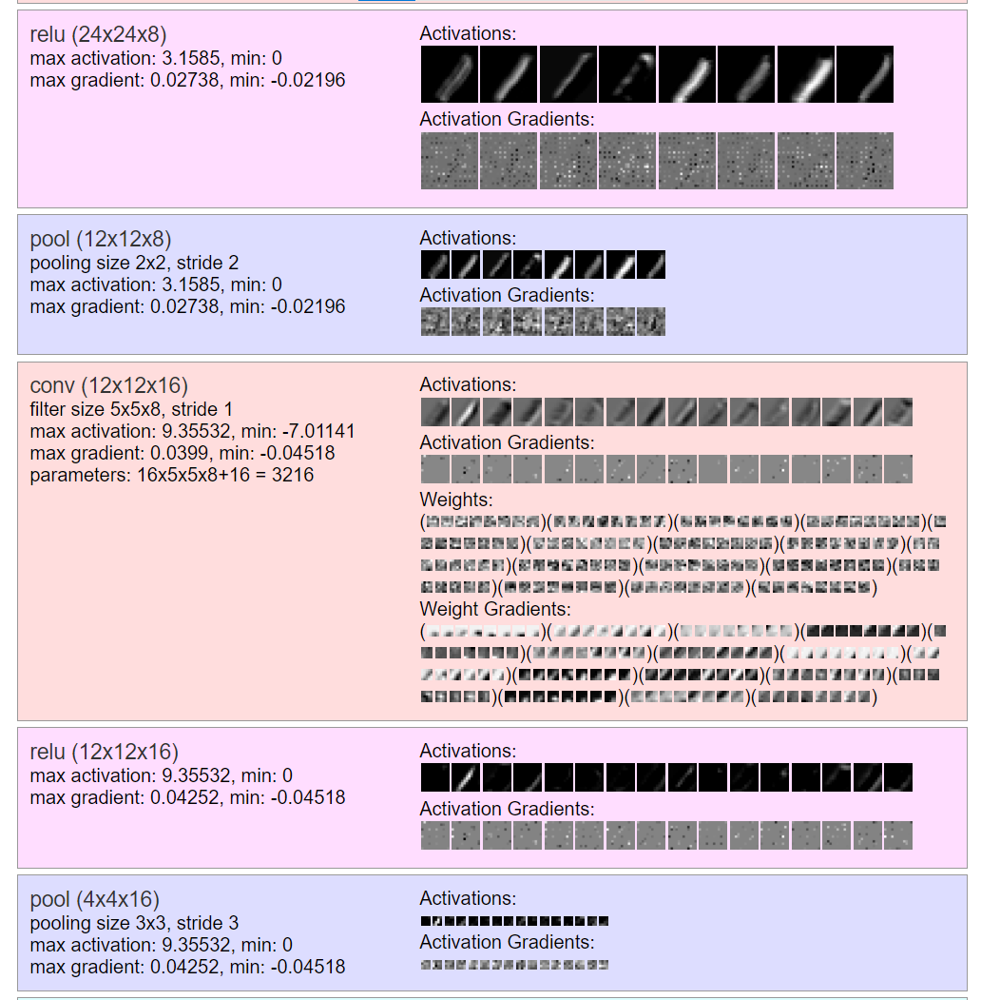 relu (24x24x8)
max activation: 3.1585, min: 0
max gradient: 0.02738, min: -0.02196
Activations:
Activation Gradients:
pool (12x12x8)
pooling size 2x2, stride 2
max activation: 3.1585, min: 0
max gradient: 0.02738, min: -0.02196
Activations:
Activation Gradients:
conv (12x12x16)
filter size 5x5x8, stride 1
max activation: 9.35532, min: -7.01141
max gradient: 0.0399, min: -0.04518
parameters: 16x5x5x8+16 = 3216
Activations:
Activation Gradients:
Weights:
( )( )( )( )(
)( )( )( )(
)( )( )( )(
)( )( )( )
Weight Gradients:
( )( )( )( )(
)( )( )( )(
)( )( )( )(
)( )( )( )
relu (12x12x16)
max activation: 9.35532, min: 0
max gradient: 0.04252, min: -0.04518
Activations:
Activation Gradients:
pool (4x4x16)
pooling size 3x3, stride 3
max activation: 9.35532, min: 0
max gradient: 0.04252, min: -0.04518
Activations:
Activation Gradients: